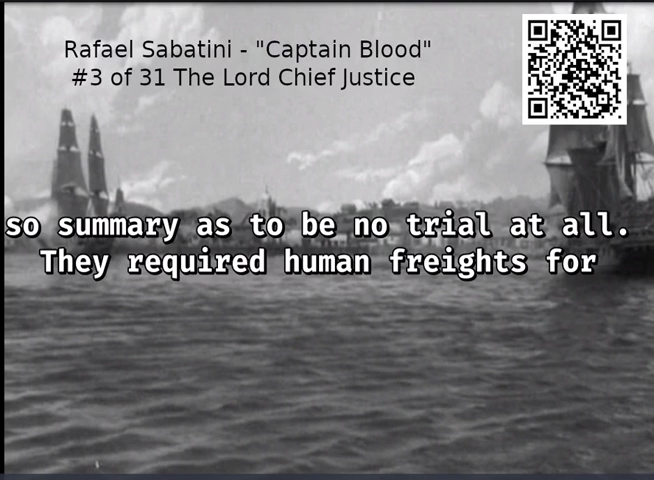 Rafael Sabatini - "Captain Blood"
#3 of 31 The Lord Chief Justice
so summary as to be no trial at all.
They required human freights for